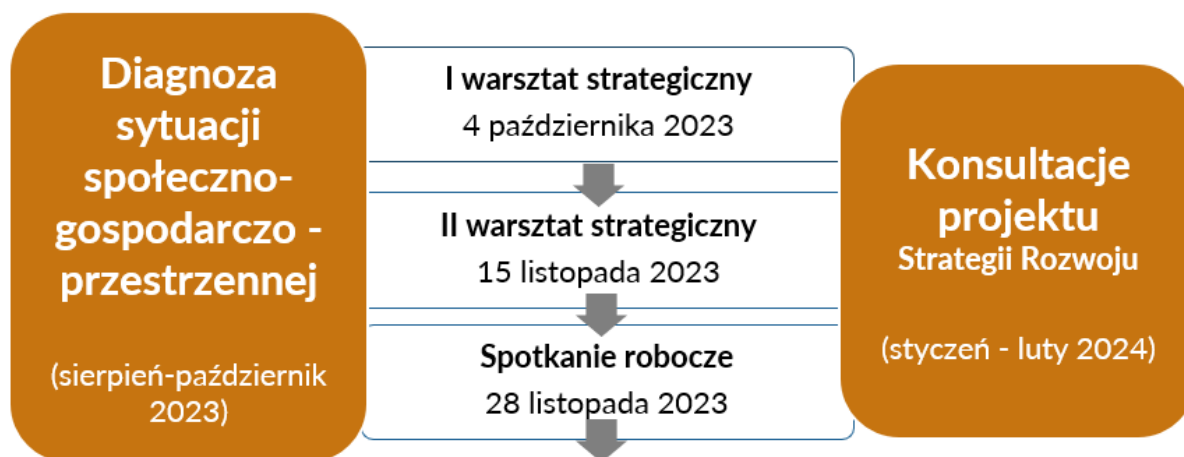 Diagnoza
sytuacji
społeczno-
gospodarczo -
przestrzennej
(sierpień-październik
2023)
I warsztat strategiczny
4 października 2023
II warsztat strategiczny
15 listopada 2023
Spotkanie robocze
28 listopada 2023
Konsultacje
projektu
Strategii Rozwoju
(styczeń - luty 2024)